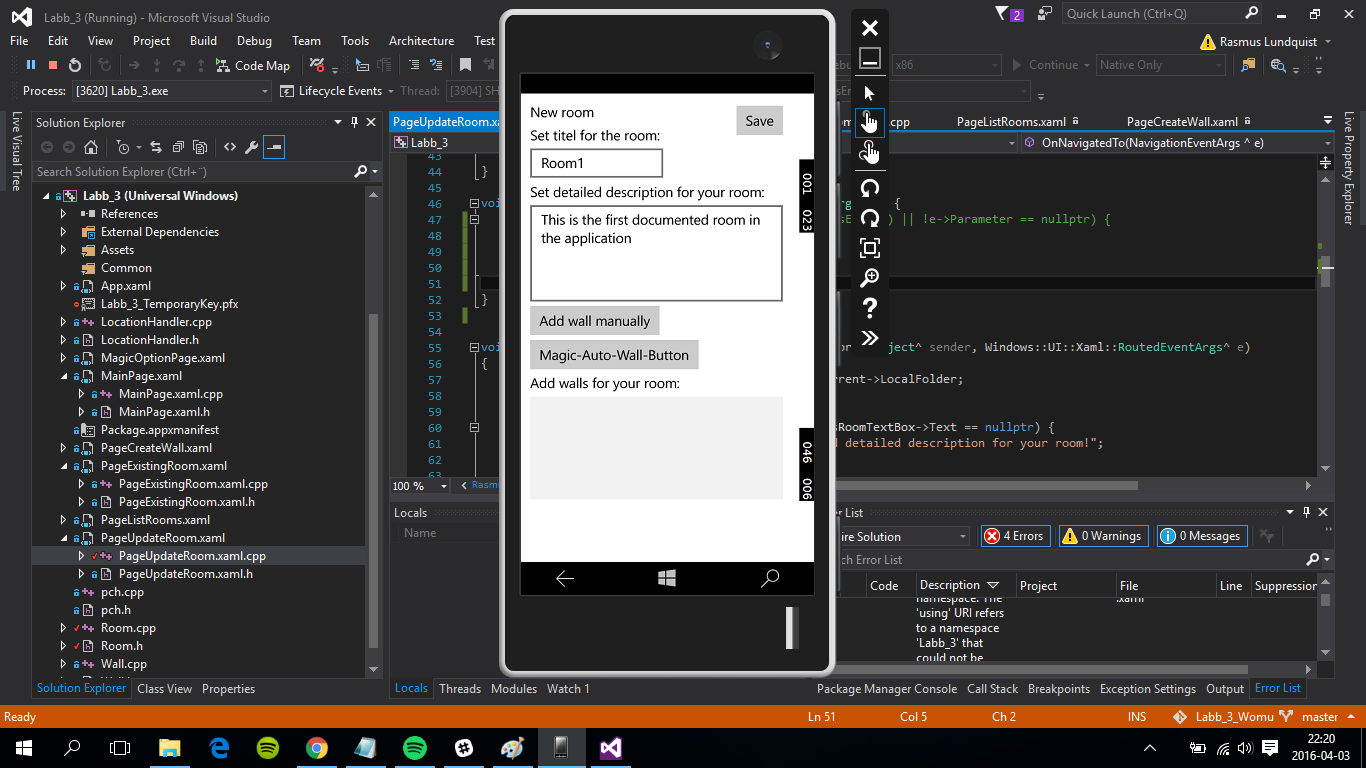 Labb_3 (Running) - Microsoft Visual Studio
2
Quick Launch (Ctrl+Q)
File Edit View Project Build Debug Team Tools Architecture Test
Rasmus Lundquist
Code Map
x86
Continue
Native Only
Process: [3620] Labb_3.exe
Lifecycle Events
Thread:
[3904]
Live Visual Tree
Solution Explorer
Search Solution Explorer (Ctrl+¨)
Labb_3 (Universal Windows)
References
External Dependencies
Assets
Common
App.xaml
Labb_3_TemporaryKey.pfx
LocationHandler.cpp
LocationHandler.h
MagicOptionPage.xaml
MainPage.xaml
MainPage.xaml.cpp
MainPage.xaml.h
Package.appxmanifest
PageCreateWall.xaml
PageExistingRoom.xaml
PageExistingRoom.xaml.cpp
PageExistingRoom.xaml.h
PageListRooms.xaml
PageUpdateRoom.xaml
PageUpdateRoom.xaml.cpp
PageUpdateRoom.xaml.h
pch.cpp
pch.h
Room.cpp
Room.h
Wall.cpp
Solution Explorer Class View Properties
PageUpdateRoom.xa
Labb_3
43
44 }
45
46 voi
47
48
49
50
51
52 }
53
54
55 voi
56 {
57
58
59
60
61
62
63
100 %
Rasm
Locals
Name
Locals Threads Modules Watch 1
New room
Save
Set titel for the room:
Room1
Set detailed description for your room:
This is the first documented room in
the application
Add wall manually
Magic-Auto-Wall-Button
Add walls for your room:
001 023
046 006
.cpp PageListRooms.xaml PageCreateWall.xaml
OnNavigatedTo(NavigationEventArgs ^ e)
{
) || !e->Parameter == nullptr) {
ject^ sender, Windows::UI::Xaml::RoutedEventArgs^ e)
rent->LocalFolder;
sRoomTextBox->Text == nullptr) {
d detailed description for your room!";
Live Property Explorer
r List
ire Solution
4 Errors
0 Warnings
0 Messages
ch Error List
Code Description Project File Line Suppression
namespace. The .xaml
'using' URI refers
to a namespace
'Labb_3' that
could not be
Package Manager Console Call Stack Breakpoints Exception Settings Output Error List
Ready
Ln 51
Col 5
Ch 2
INS
Labb_3_Womu
master
22:20
2016-04-03